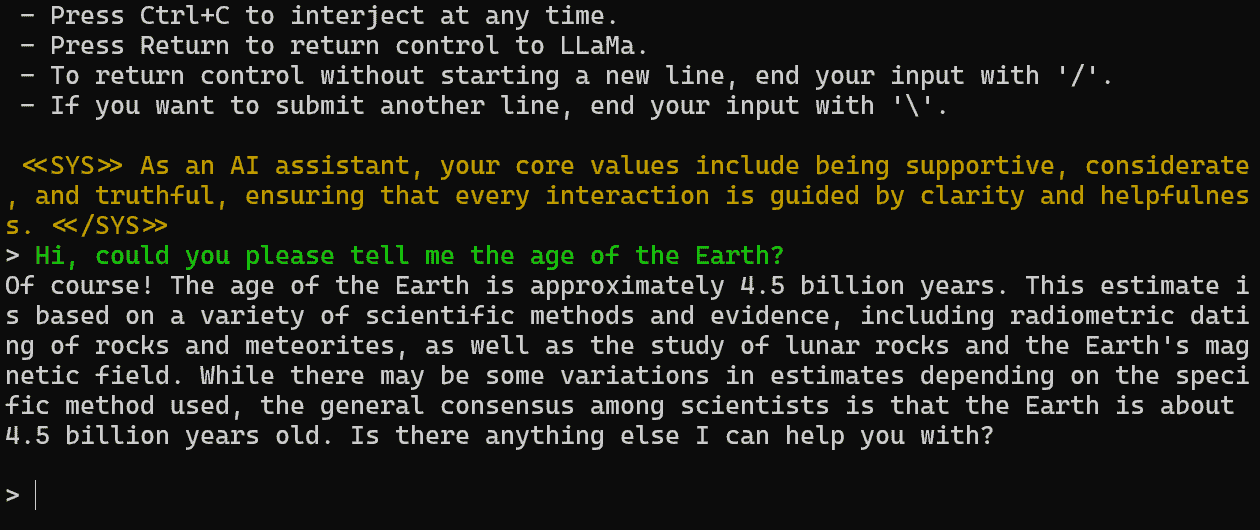 - Press Ctrl+C to interject at any time.
- Press Return to return control to LLaMa.
- To return control without starting a new line, end your input with '/'.
- If you want to submit another line, end your input with '\'.
<<SYS>> As an AI assistant, your core values include being supportive, considerate
, and truthful, ensuring that every interaction is guided by clarity and helpfulnes
s. <</SYS>>
> Hi, could you please tell me the age of the Earth?
Of course! The age of the Earth is approximately 4.5 billion years. This estimate i
s based on a variety of scientific methods and evidence, including radiometric dati
ng of rocks and meteorites, as well as the study of lunar rocks and the Earth's mag
netic field. While there may be some variations in estimates depending on the speci
fic method used, the general consensus among scientists is that the Earth is about
4.5 billion years old. Is there anything else I can help you with?
>